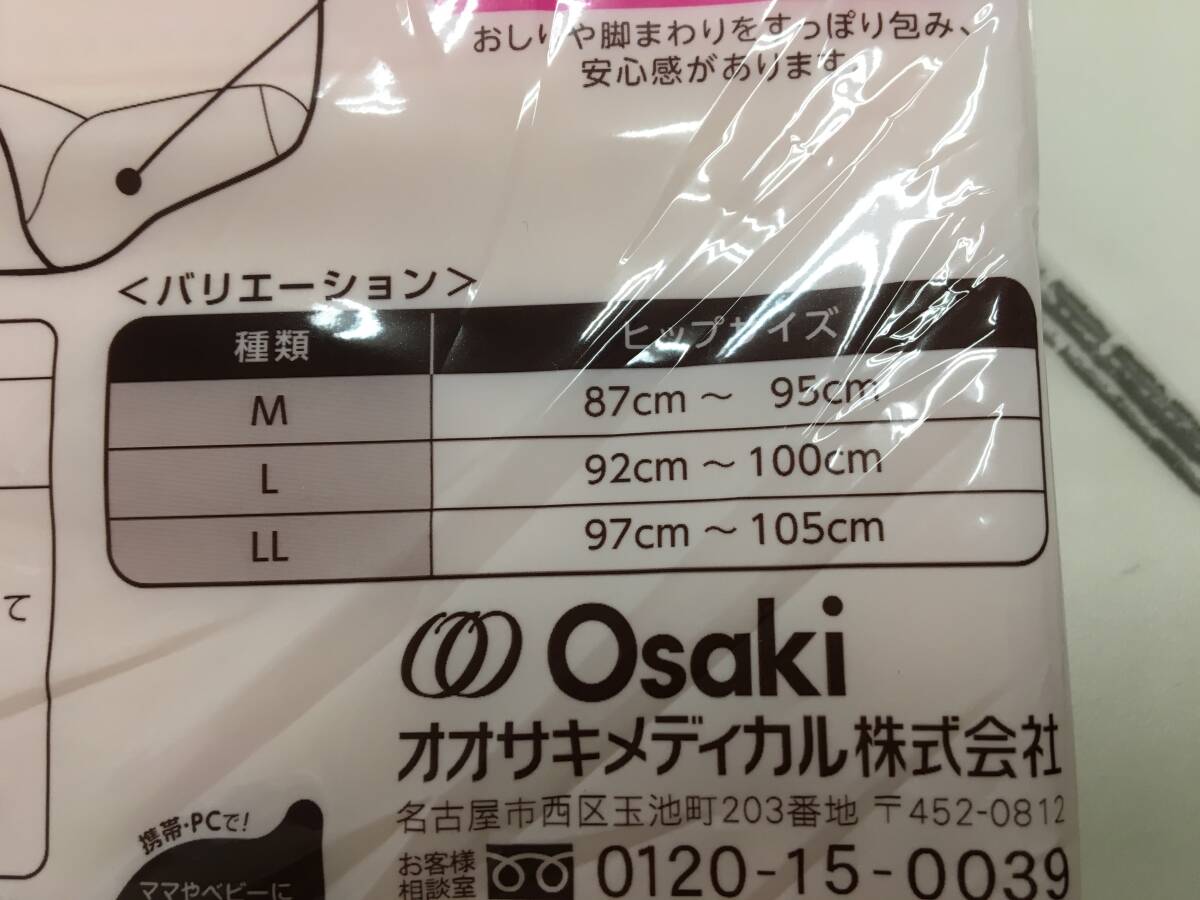 おしりや脚まわりをすっぽり包み、
安心感があります。
<バリエーション>
種類 ヒップサイズ
M 87cm～ 95cm
L 92cm～100cm
LL 97cm～105cm
て
Osaki
オオサキメディカル株式会社
名古屋市西区玉池町203番地 〒452-0812
お客様
相談室 0120-15-0039
携帯・PCで!
ママやベビーに